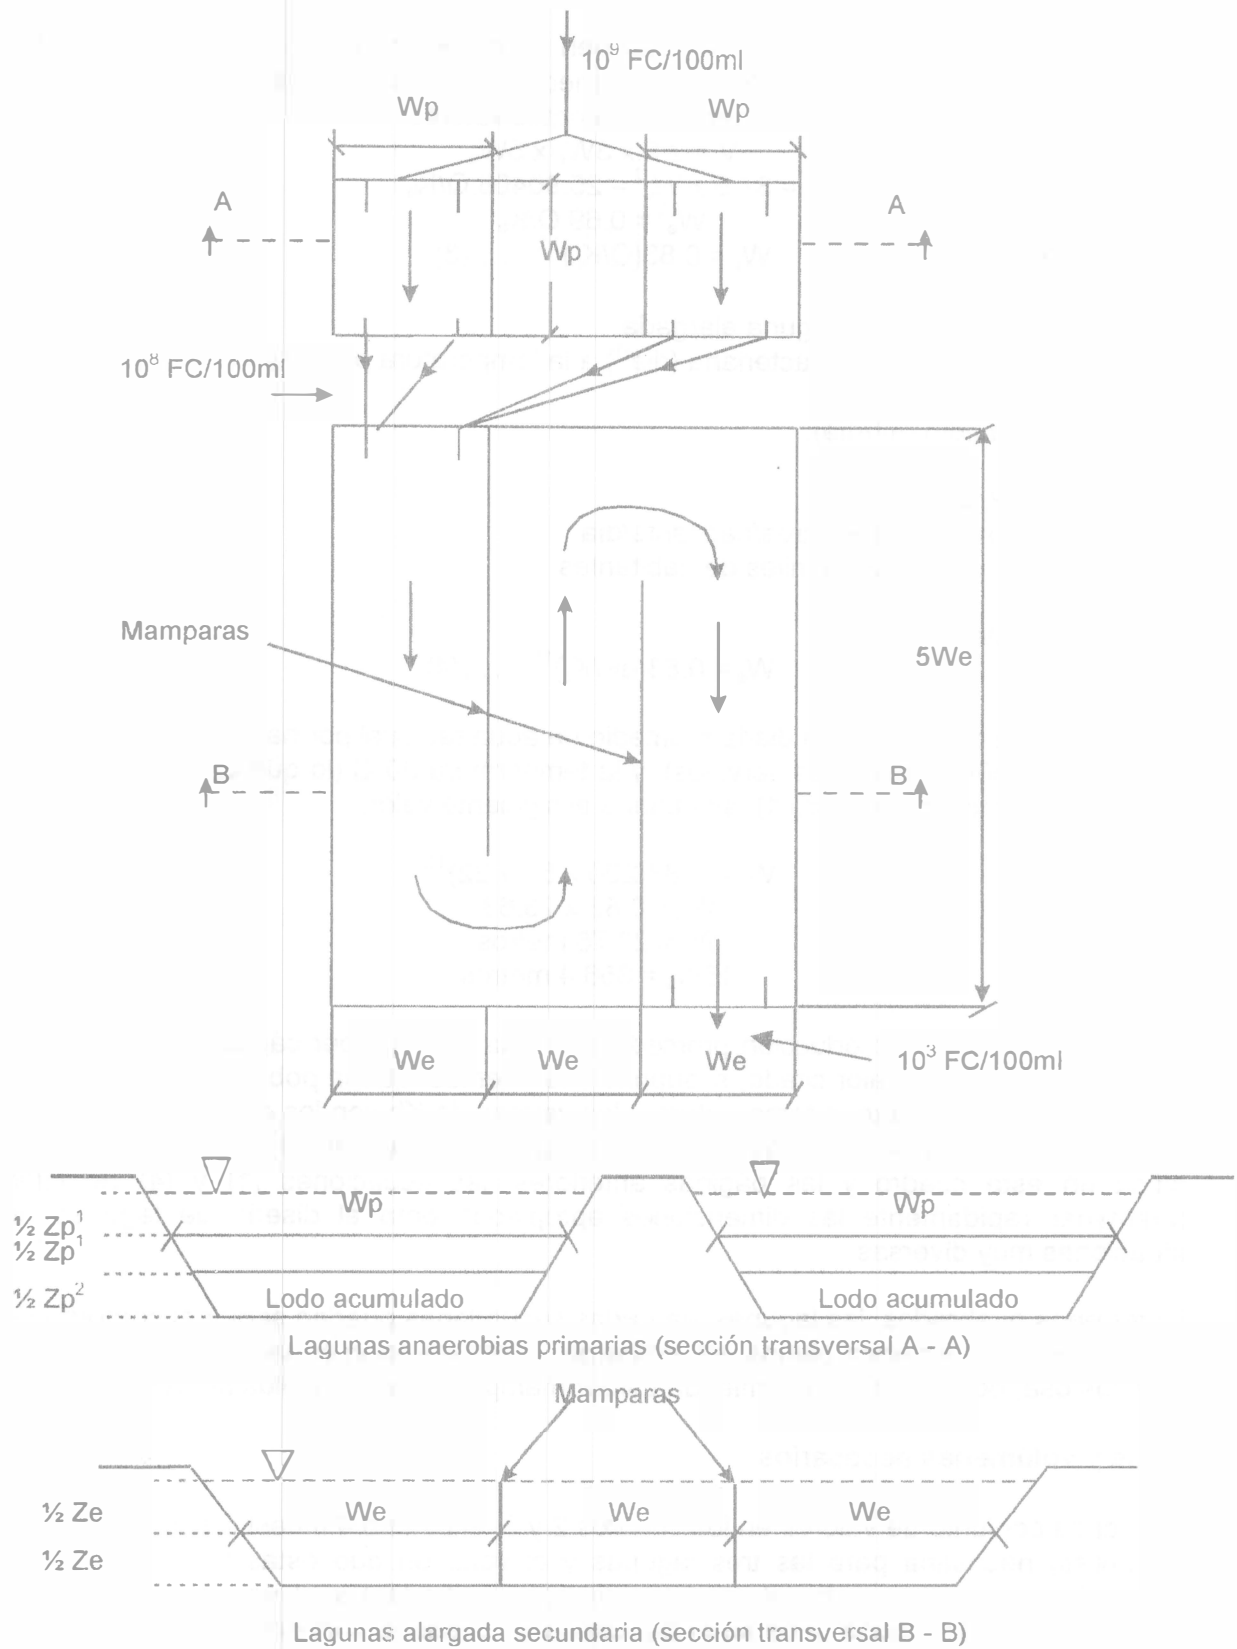 10⁹ FC/100ml
Wp
Wp
A
A
Wp
10⁸ FC/100ml
Mamparas
5We
B
B
We
We
We
10³ FC/100ml
Wp
Wp
½ Zp¹
½ Zp¹
½ Zp²
Lodo acumulado
Lodo acumulado
Lagunas anaerobias primarias (sección transversal A - A)
Mamparas
½ Ze
We
We
We
½ Ze
Lagunas alargada secundaria (sección transversal B - B)